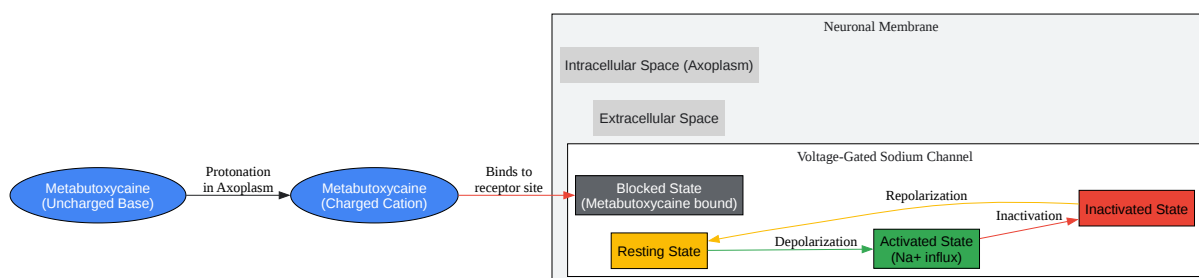 Neuronal Membrane
Intracellular Space (Axoplasm)
Extracellular Space
Voltage-Gated Sodium Channel
Metabutoxycaine
(Uncharged Base)
Protonation
in Axoplasm
Metabutoxycaine
(Charged Cation)
Binds to
receptor site
Blocked State
(Metabutoxycaine bound)
Repolarization
Inactivation
Inactivated State
Resting State
Depolarization
Activated State
(Na+ influx)